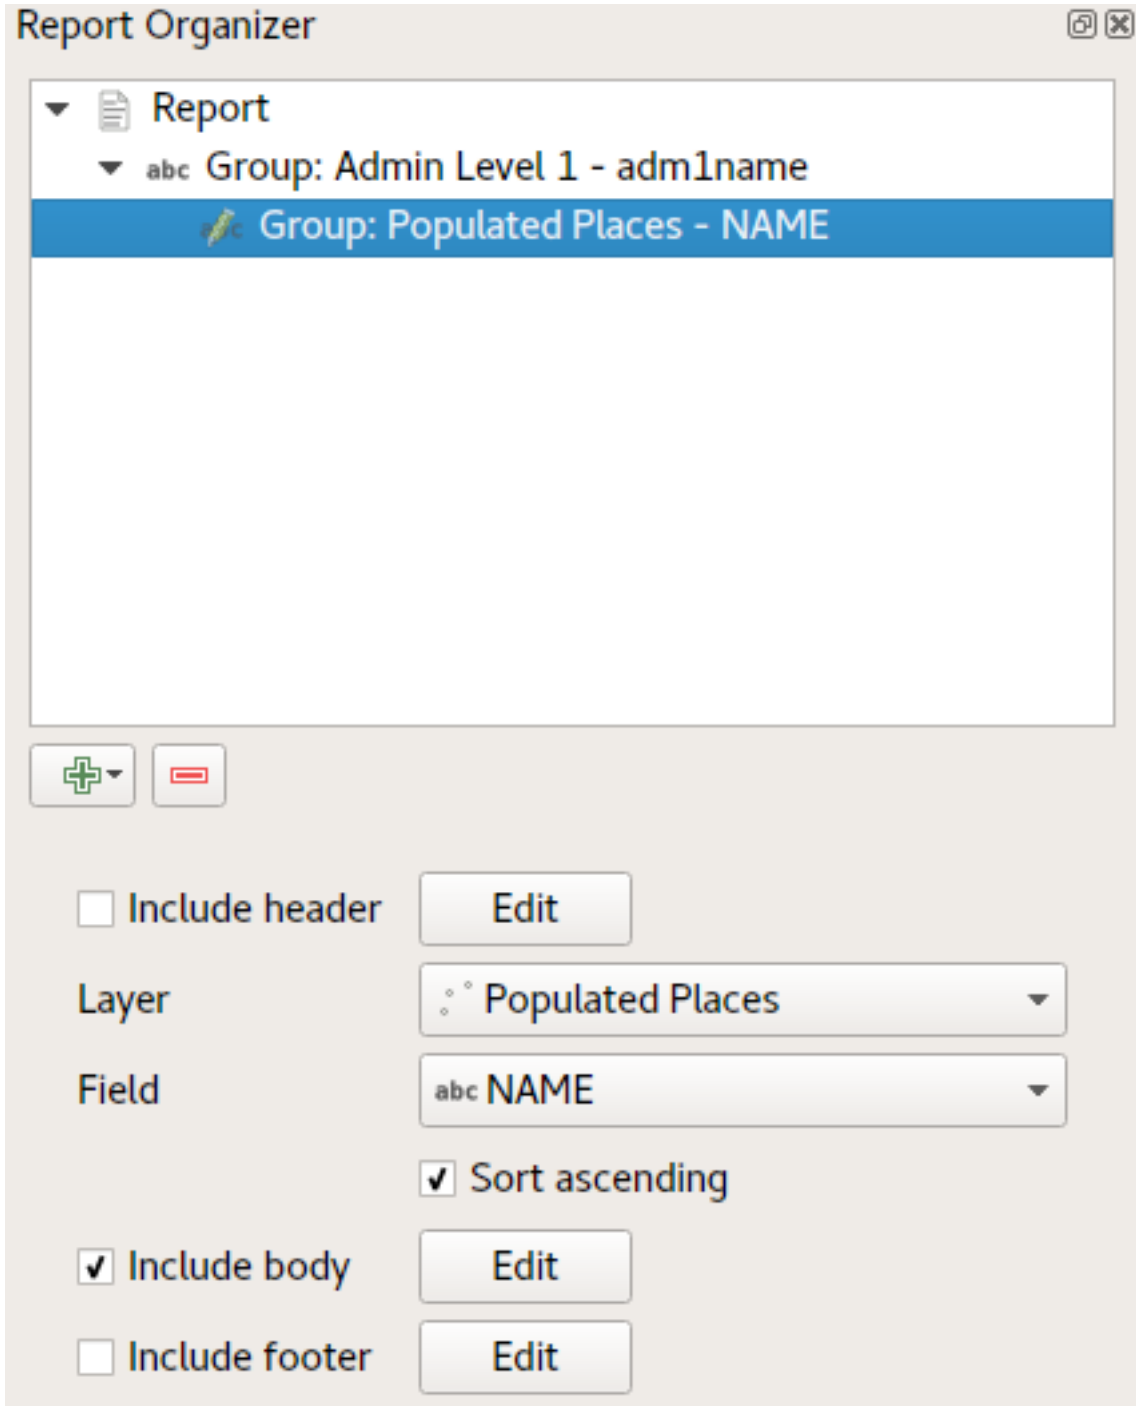 Report Organizer
Report
abc Group: Admin Level 1 - adm1name
Group: Populated Places - NAME
Include header Edit
Layer Populated Places
Field abc NAME
Sort ascending
Include body Edit
Include footer Edit